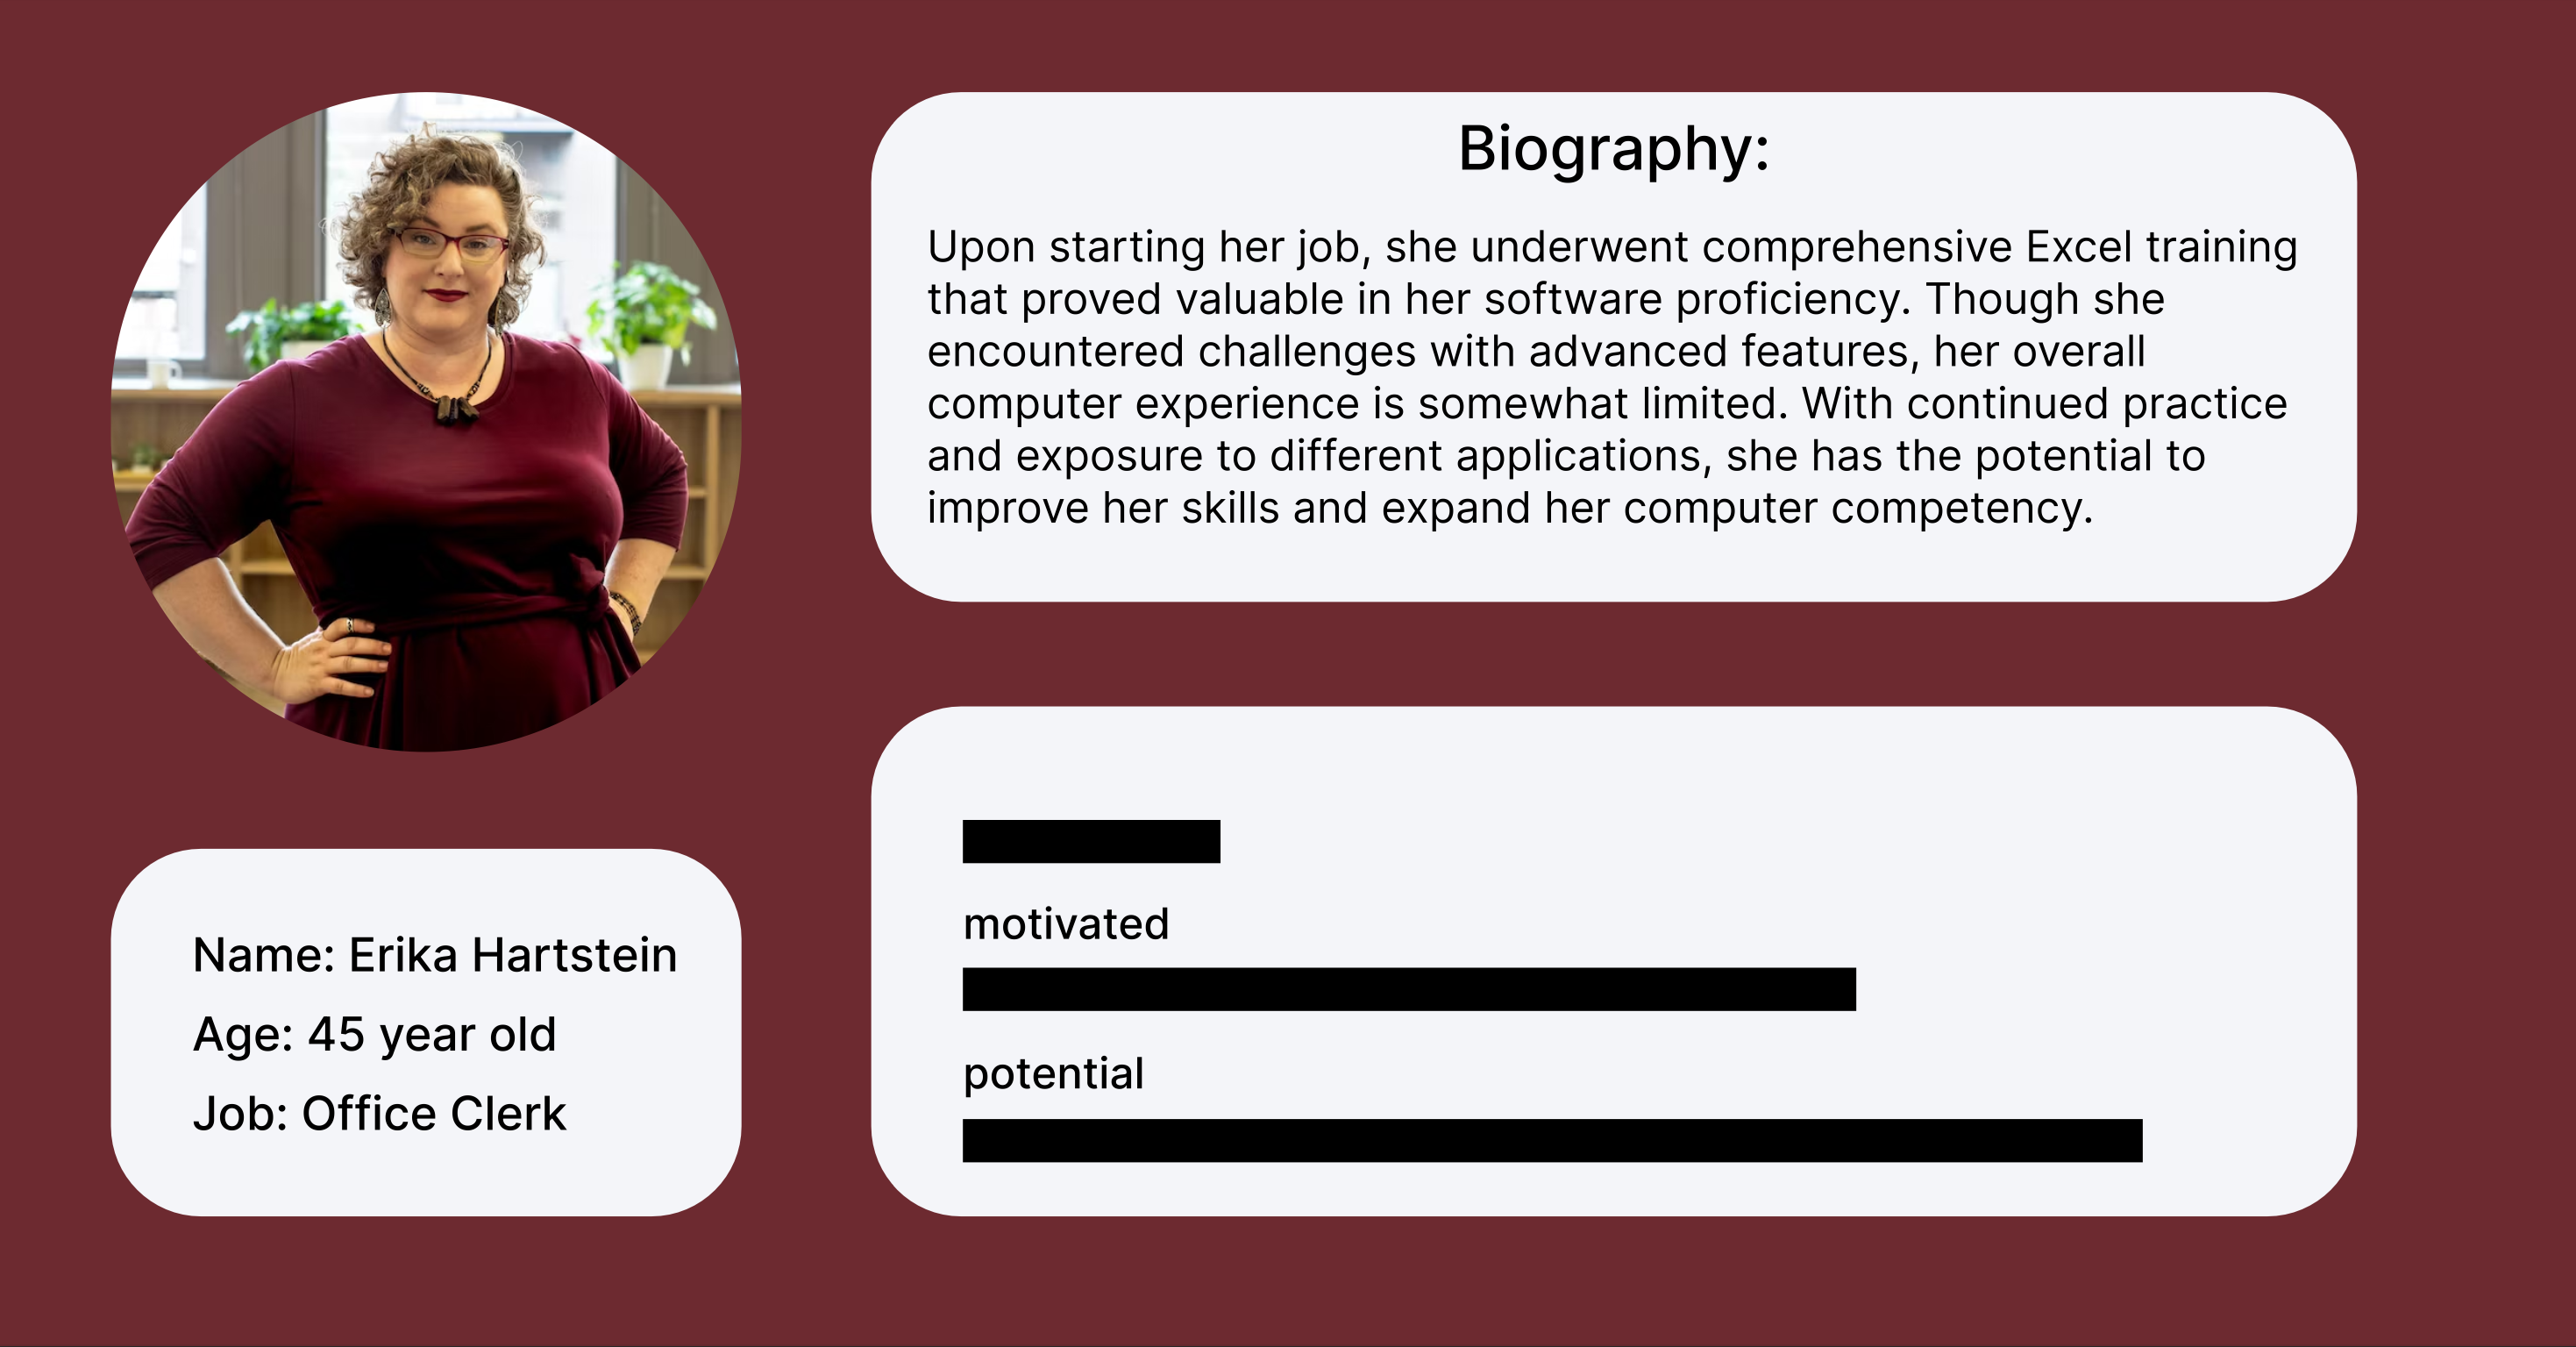 Biography:
Upon starting her job, she underwent comprehensive Excel training
that proved valuable in her software proficiency. Though she
encountered challenges with advanced features, her overall
computer experience is somewhat limited. With continued practice
and exposure to different applications, she has the potential to
improve her skills and expand her computer competency.
Name: Erika Hartstein
Age: 45 year old
Job: Office Clerk
motivated
potential